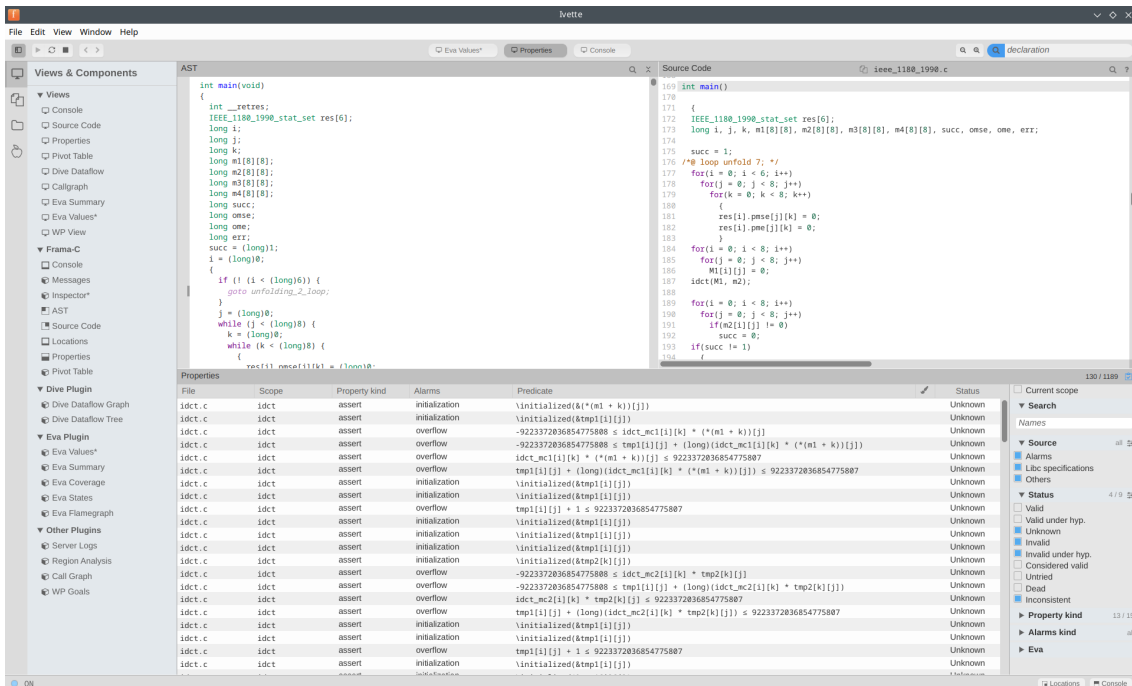 Ivette
File Edit View Window Help
Eva Values* Properties Console declaration
Views & Components
Views
Console
Source Code
Properties
Pivot Table
Dive Dataflow
Callgraph
Eva Summary
Eva Values*
WP View
Frama-C
Console
Messages
Inspector*
AST
Source Code
Locations
Properties
Pivot Table
Dive Plugin
Dive Dataflow Graph
Dive Dataflow Tree
Eva Plugin
Eva Values*
Eva Summary
Eva Coverage
Eva States
Eva Flamegraph
Other Plugins
Server Logs
Region Analysis
Call Graph
WP Goals
AST
int main(void)
{
int __retres;
IEEE_1180_1990_stat_set res[6];
long i;
long j;
long k;
long m1[8][8];
long m2[8][8];
long m3[8][8];
long m4[8][8];
long succ;
long omse;
long ome;
long err;
succ = (long)1;
i = (long)0;
{
if (! (i < (long)6)) {
goto unfolding_2_loop;
}
j = (long)0;
while (j < (long)8) {
k = (long)0;
while (k < (long)8) {
{
res[i].pmse[j][k] = (long)0;
Source Code ieee_1180_1990.c ?
169 int main()
170
171 {
172 IEEE_1180_1990_stat_set res[6];
173 long i, j, k, m1[8][8], m2[8][8], m3[8][8], m4[8][8], succ, omse, ome, err;
174
175 succ = 1;
176 /*@ loop unfold 7; */
177 for(i = 0; i < 6; i++)
178 for(j = 0; j < 8; j++)
179 for(k = 0; k < 8; k++)
180 {
181 res[i].pmse[j][k] = 0;
182 res[i].pme[j][k] = 0;
183 }
184 for(i = 0; i < 8; i++)
185 for(j = 0; j < 8; j++)
186 M1[i][j] = 0;
187 idct(M1, m2);
188
189 for(i = 0; i < 8; i++)
190 for(j = 0; j < 8; j++)
191 if(m2[i][j] != 0)
192 succ = 0;
193 if(succ != 1)
194 {
Properties 130 / 1189
File Scope Property kind Alarms Predicate Status
idct.c idct assert initialization \initialized(&(*(m1 + k))[j]) Unknown
idct.c idct assert initialization \initialized(&tmp1[i][j]) Unknown
idct.c idct assert overflow -9223372036854775808 ≤ idct_mc1[i][k] * (*(m1 + k))[j] Unknown
idct.c idct assert overflow -9223372036854775808 ≤ tmp1[i][j] + (long)(idct_mc1[i][k] * (*(m1 + k))[j]) Unknown
idct.c idct assert overflow idct_mc1[i][k] * (*(m1 + k))[j] ≤ 9223372036854775807 Unknown
idct.c idct assert overflow tmp1[i][j] + (long)(idct_mc1[i][k] * (*(m1 + k))[j]) ≤ 9223372036854775807 Unknown
idct.c idct assert initialization \initialized(&tmp1[i][j]) Unknown
idct.c idct assert initialization \initialized(&tmp1[i][j]) Unknown
idct.c idct assert overflow tmp1[i][j] + 1 ≤ 9223372036854775807 Unknown
idct.c idct assert initialization \initialized(&tmp1[i][j]) Unknown
idct.c idct assert initialization \initialized(&tmp1[i][j]) Unknown
idct.c idct assert initialization \initialized(&tmp1[i][j]) Unknown
idct.c idct assert initialization \initialized(&tmp2[k][j]) Unknown
idct.c idct assert overflow -9223372036854775808 ≤ idct_mc2[i][k] * tmp2[k][j] Unknown
idct.c idct assert overflow -9223372036854775808 ≤ tmp1[i][j] + (long)(idct_mc2[i][k] * tmp2[k][j]) Unknown
idct.c idct assert overflow idct_mc2[i][k] * tmp2[k][j] ≤ 9223372036854775807 Unknown
idct.c idct assert overflow tmp1[i][j] + (long)(idct_mc2[i][k] * tmp2[k][j]) ≤ 9223372036854775807 Unknown
idct.c idct assert initialization \initialized(&tmp1[i][j]) Unknown
idct.c idct assert initialization \initialized(&tmp1[i][j]) Unknown
idct.c idct assert overflow tmp1[i][j] + 1 ≤ 9223372036854775807 Unknown
idct.c idct assert initialization \initialized(&tmp1[i][j]) Unknown
Current scope
Search
Names
Source all
Alarms
Libc specifications
Others
Status 4 / 9
Valid
Valid under hyp.
Unknown
Invalid
Invalid under hyp.
Considered valid
Untried
Dead
Inconsistent
Property kind
Alarms kind
Eva
ON Locations Console